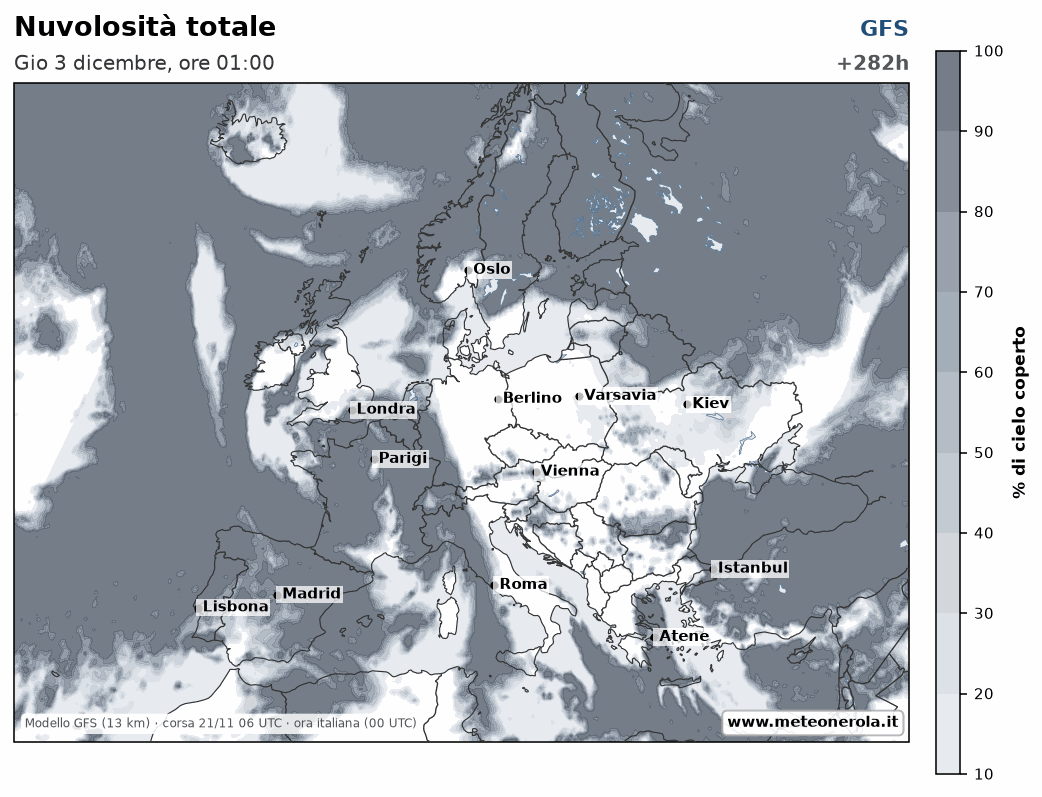 Nuvolosità totale
GFS
Gio 3 dicembre, ore 01:00
+282h
Oslo
Berlino
Varsavia
Kiev
Londra
Parigi
Vienna
Istanbul
Roma
Madrid
Lisbona
Atene
Modello GFS (13 km) · corsa 21/11 06 UTC · ora italiana (00 UTC)
www.meteonerola.it
100
90
80
70
60
50
40
30
20
10
% di cielo coperto